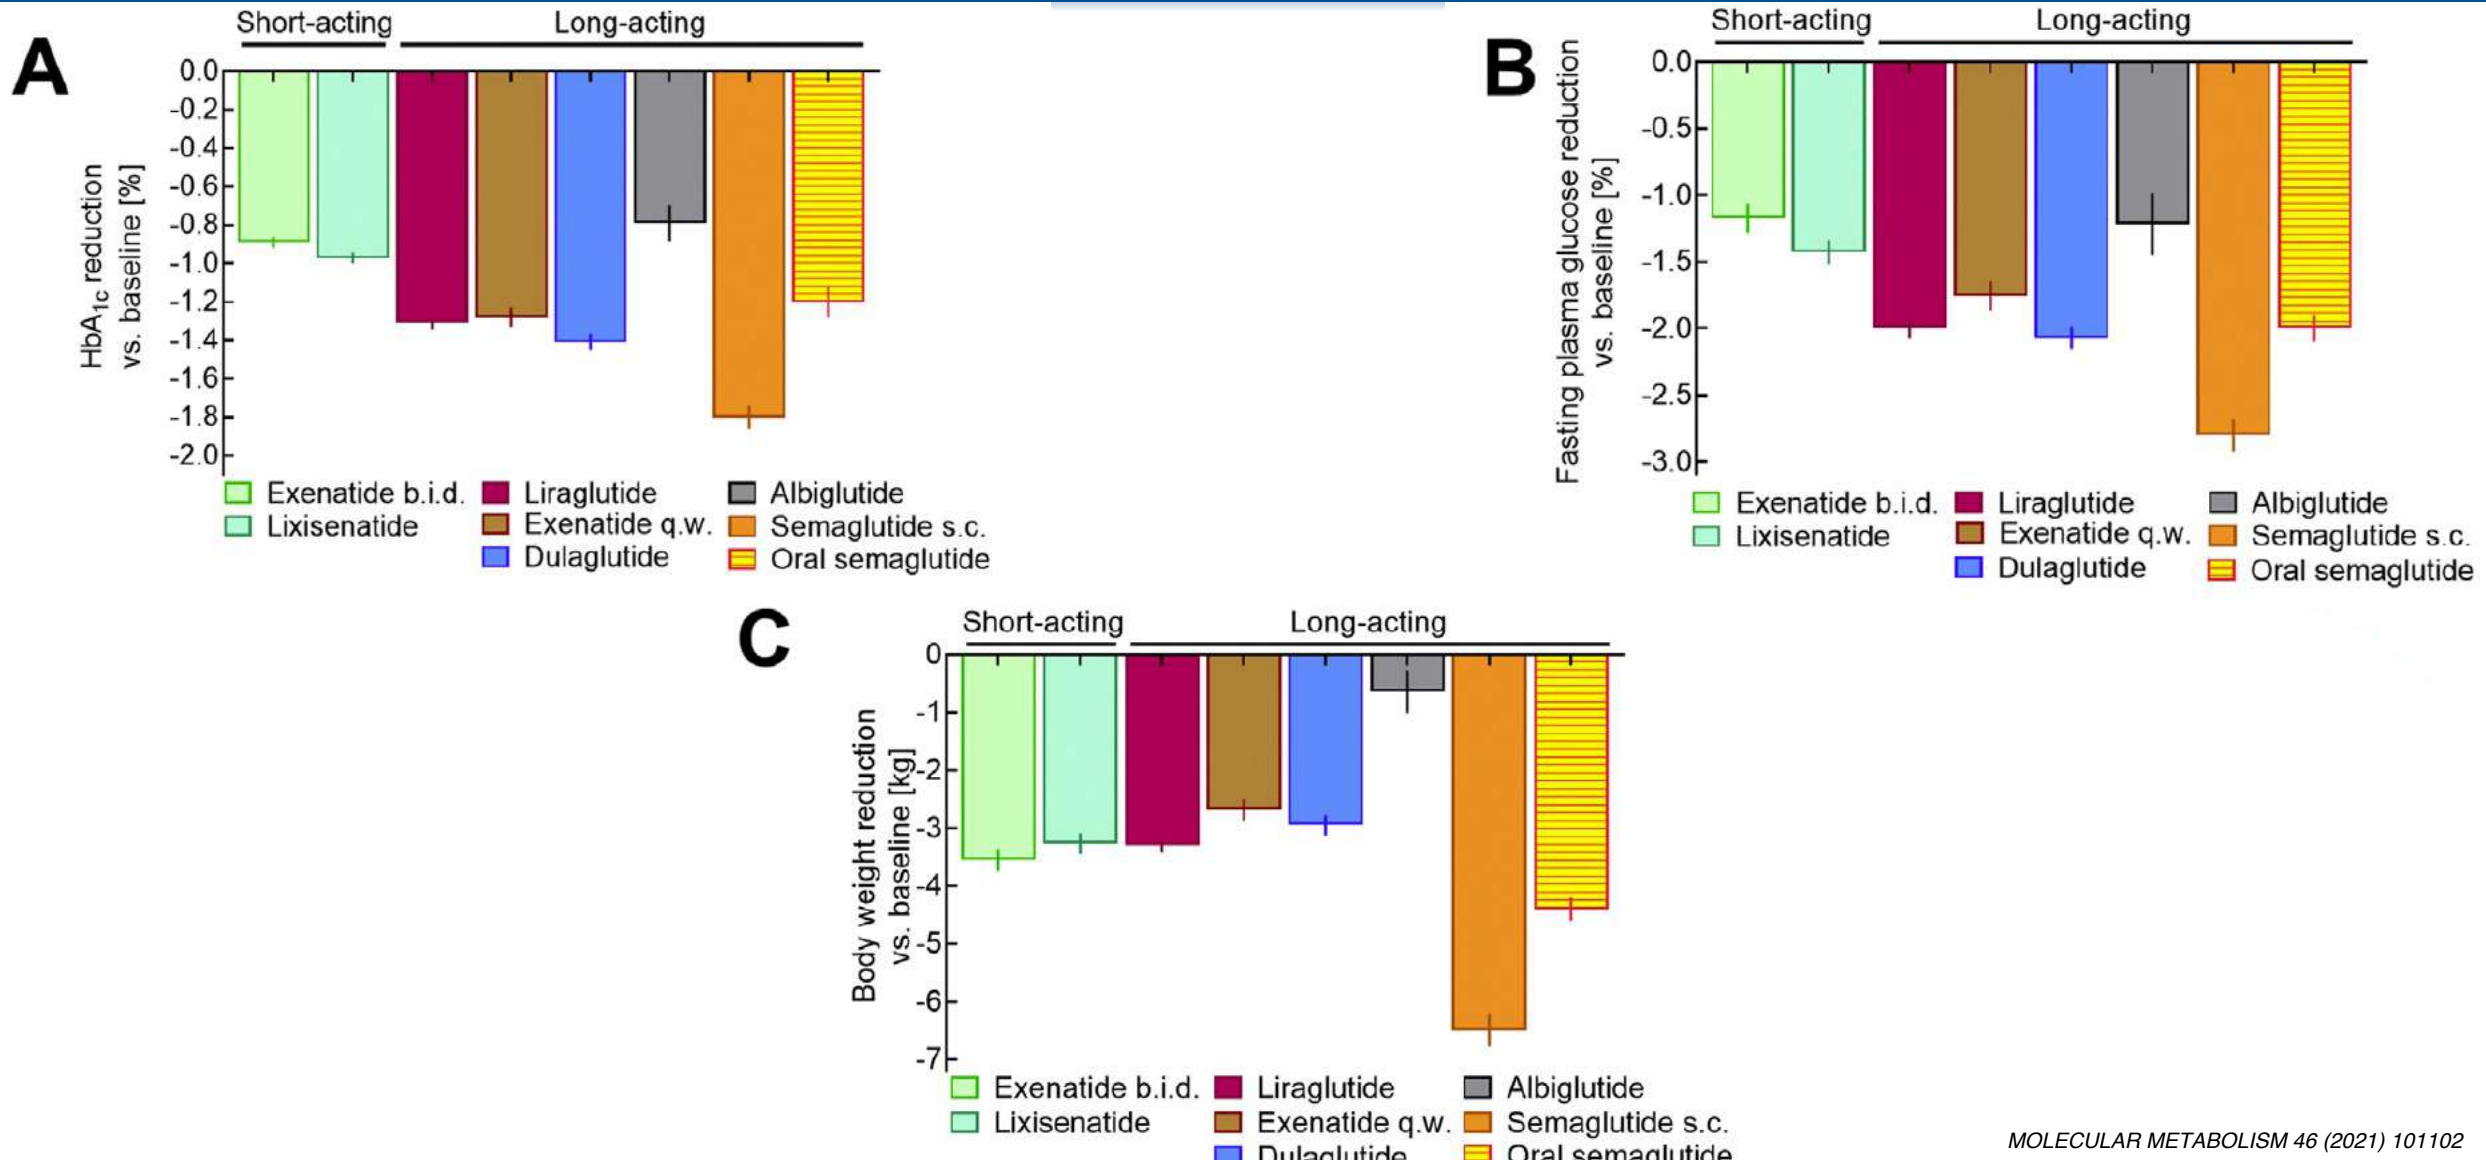 A
Short-acting Long-acting
HbA1c reduction
vs. baseline [%]
0.0
-0.2
-0.4
-0.6
-0.8
-1.0
-1.2
-1.4
-1.6
-1.8
-2.0
Exenatide b.i.d. Liraglutide Albiglutide
Lixisenatide Exenatide q.w. Semaglutide s.c.
Dulaglutide Oral semaglutide
B
Short-acting Long-acting
Fasting plasma glucose reduction
vs. baseline [%]
0.0
-0.5
-1.0
-1.5
-2.0
-2.5
-3.0
Exenatide b.i.d. Liraglutide Albiglutide
Lixisenatide Exenatide q.w. Semaglutide s.c.
Dulaglutide Oral semaglutide
C
Short-acting Long-acting
Body weight reduction
vs. baseline [kg]
0
-1
-2
-3
-4
-5
-6
-7
Exenatide b.i.d. Liraglutide Albiglutide
Lixisenatide Exenatide q.w. Semaglutide s.c.
Dulaglutide Oral semaglutide
MOLECULAR METABOLISM 46 (2021) 101102